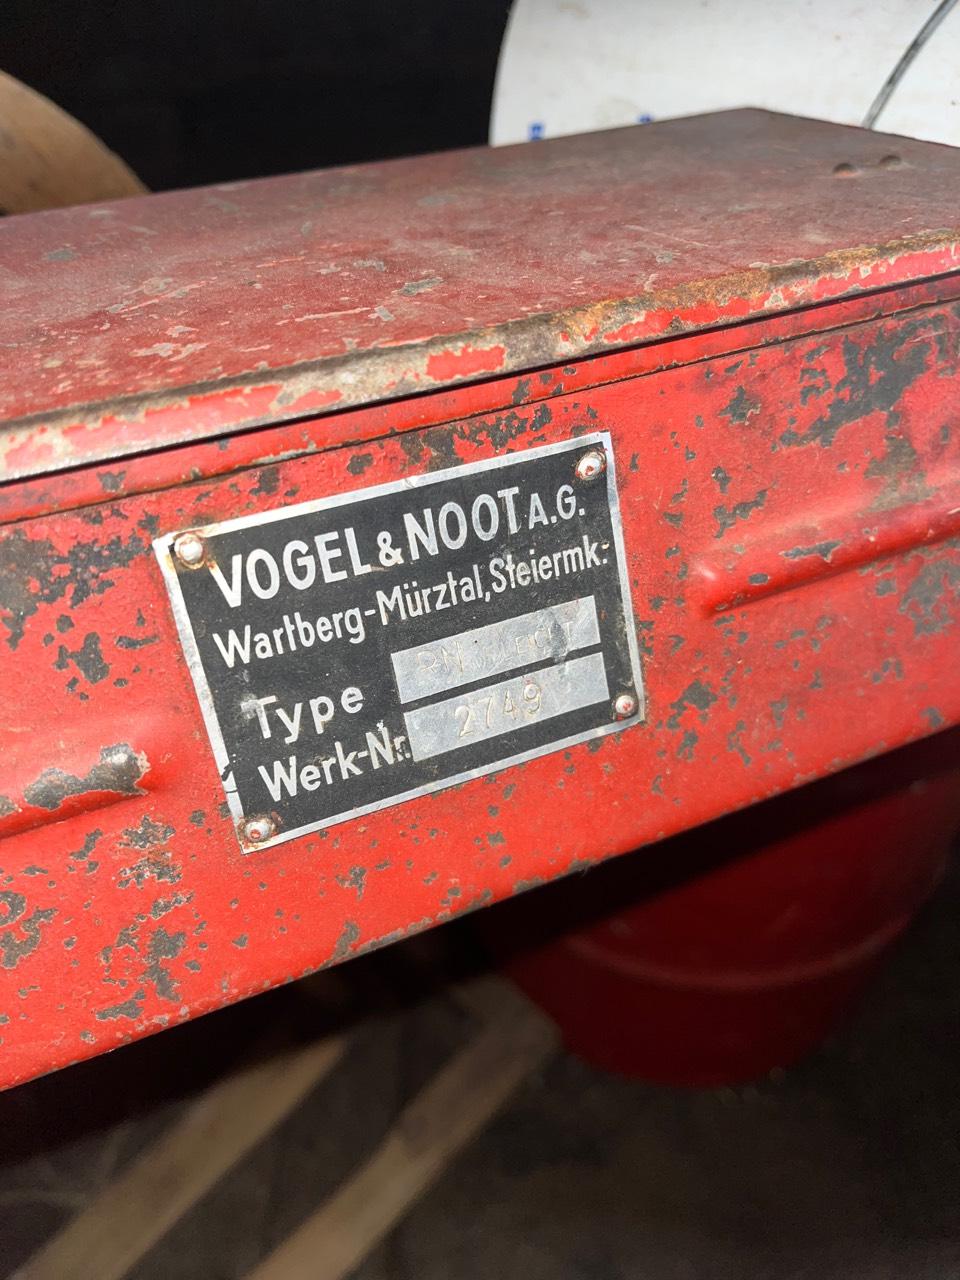 VOGEL & NOOT A.G.
Wartberg-Mürztal, Steiermk.
Type
Werk-Nr. 2749